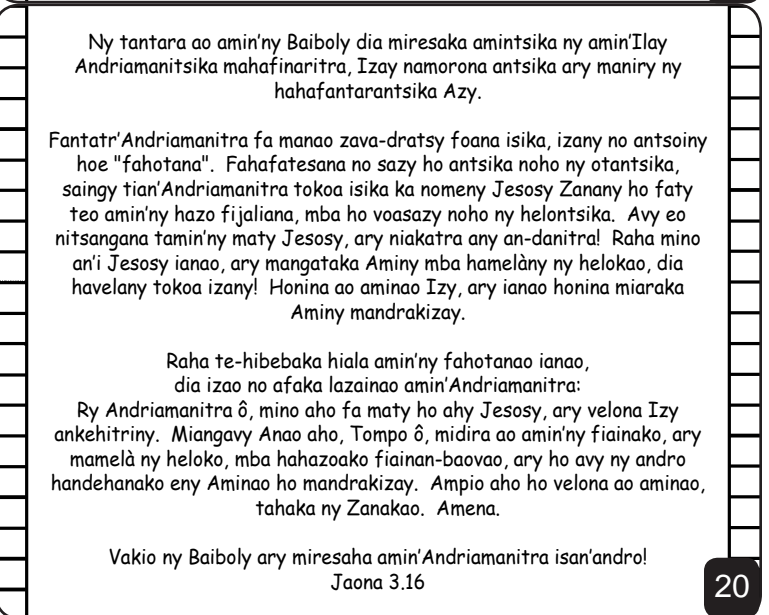 Ny tantara ao amin'ny Baiboly dia miresaka amintsika ny amin'Ilay
Andriamanitsika mahafinaritra, Izay namorona antsika ary maniry ny
hahafantarantsika Azy.
Fantatr'Andriamanitra fa manao zava-dratsy foana isika, izany no antsoiny
hoe "fahotana".  Fahafatesana no sazy ho antsika noho ny otantsika,
saingy tian'Andriamanitra tokoa isika ka nomeny Jesosy Zanany ho faty
teo amin'ny hazo fijaliana, mba ho voasazy noho ny helontsika.  Avy eo
nitsangana tamin'ny maty Jesosy, ary niakatra any an-danitra!  Raha mino
an'i Jesosy ianao, ary mangataka Aminy mba hamelàny ny helokao, dia
havelany tokoa izany!  Honina ao aminao Izy, ary ianao honina miaraka
Aminy mandrakizay.
Raha te-hibebaka hiala amin'ny fahotanao ianao,
dia izao no afaka lazainao amin'Andriamanitra:
Ry Andriamanitra ô, mino aho fa maty ho ahy Jesosy, ary velona Izy
ankehitriny.  Miangavy Anao aho, Tompo ô, midira ao amin'ny fiainako, ary
mamelà ny heloko, mba hahazoako fiainan-baovao, ary ho avy ny andro
handehanako eny Aminao ho mandrakizay.  Ampio aho ho velona ao aminao,
tahaka ny Zanakao.  Amena.
Vakio ny Baiboly ary miresaha amin'Andriamanitra isan'andro!
Jaona 3.16
20